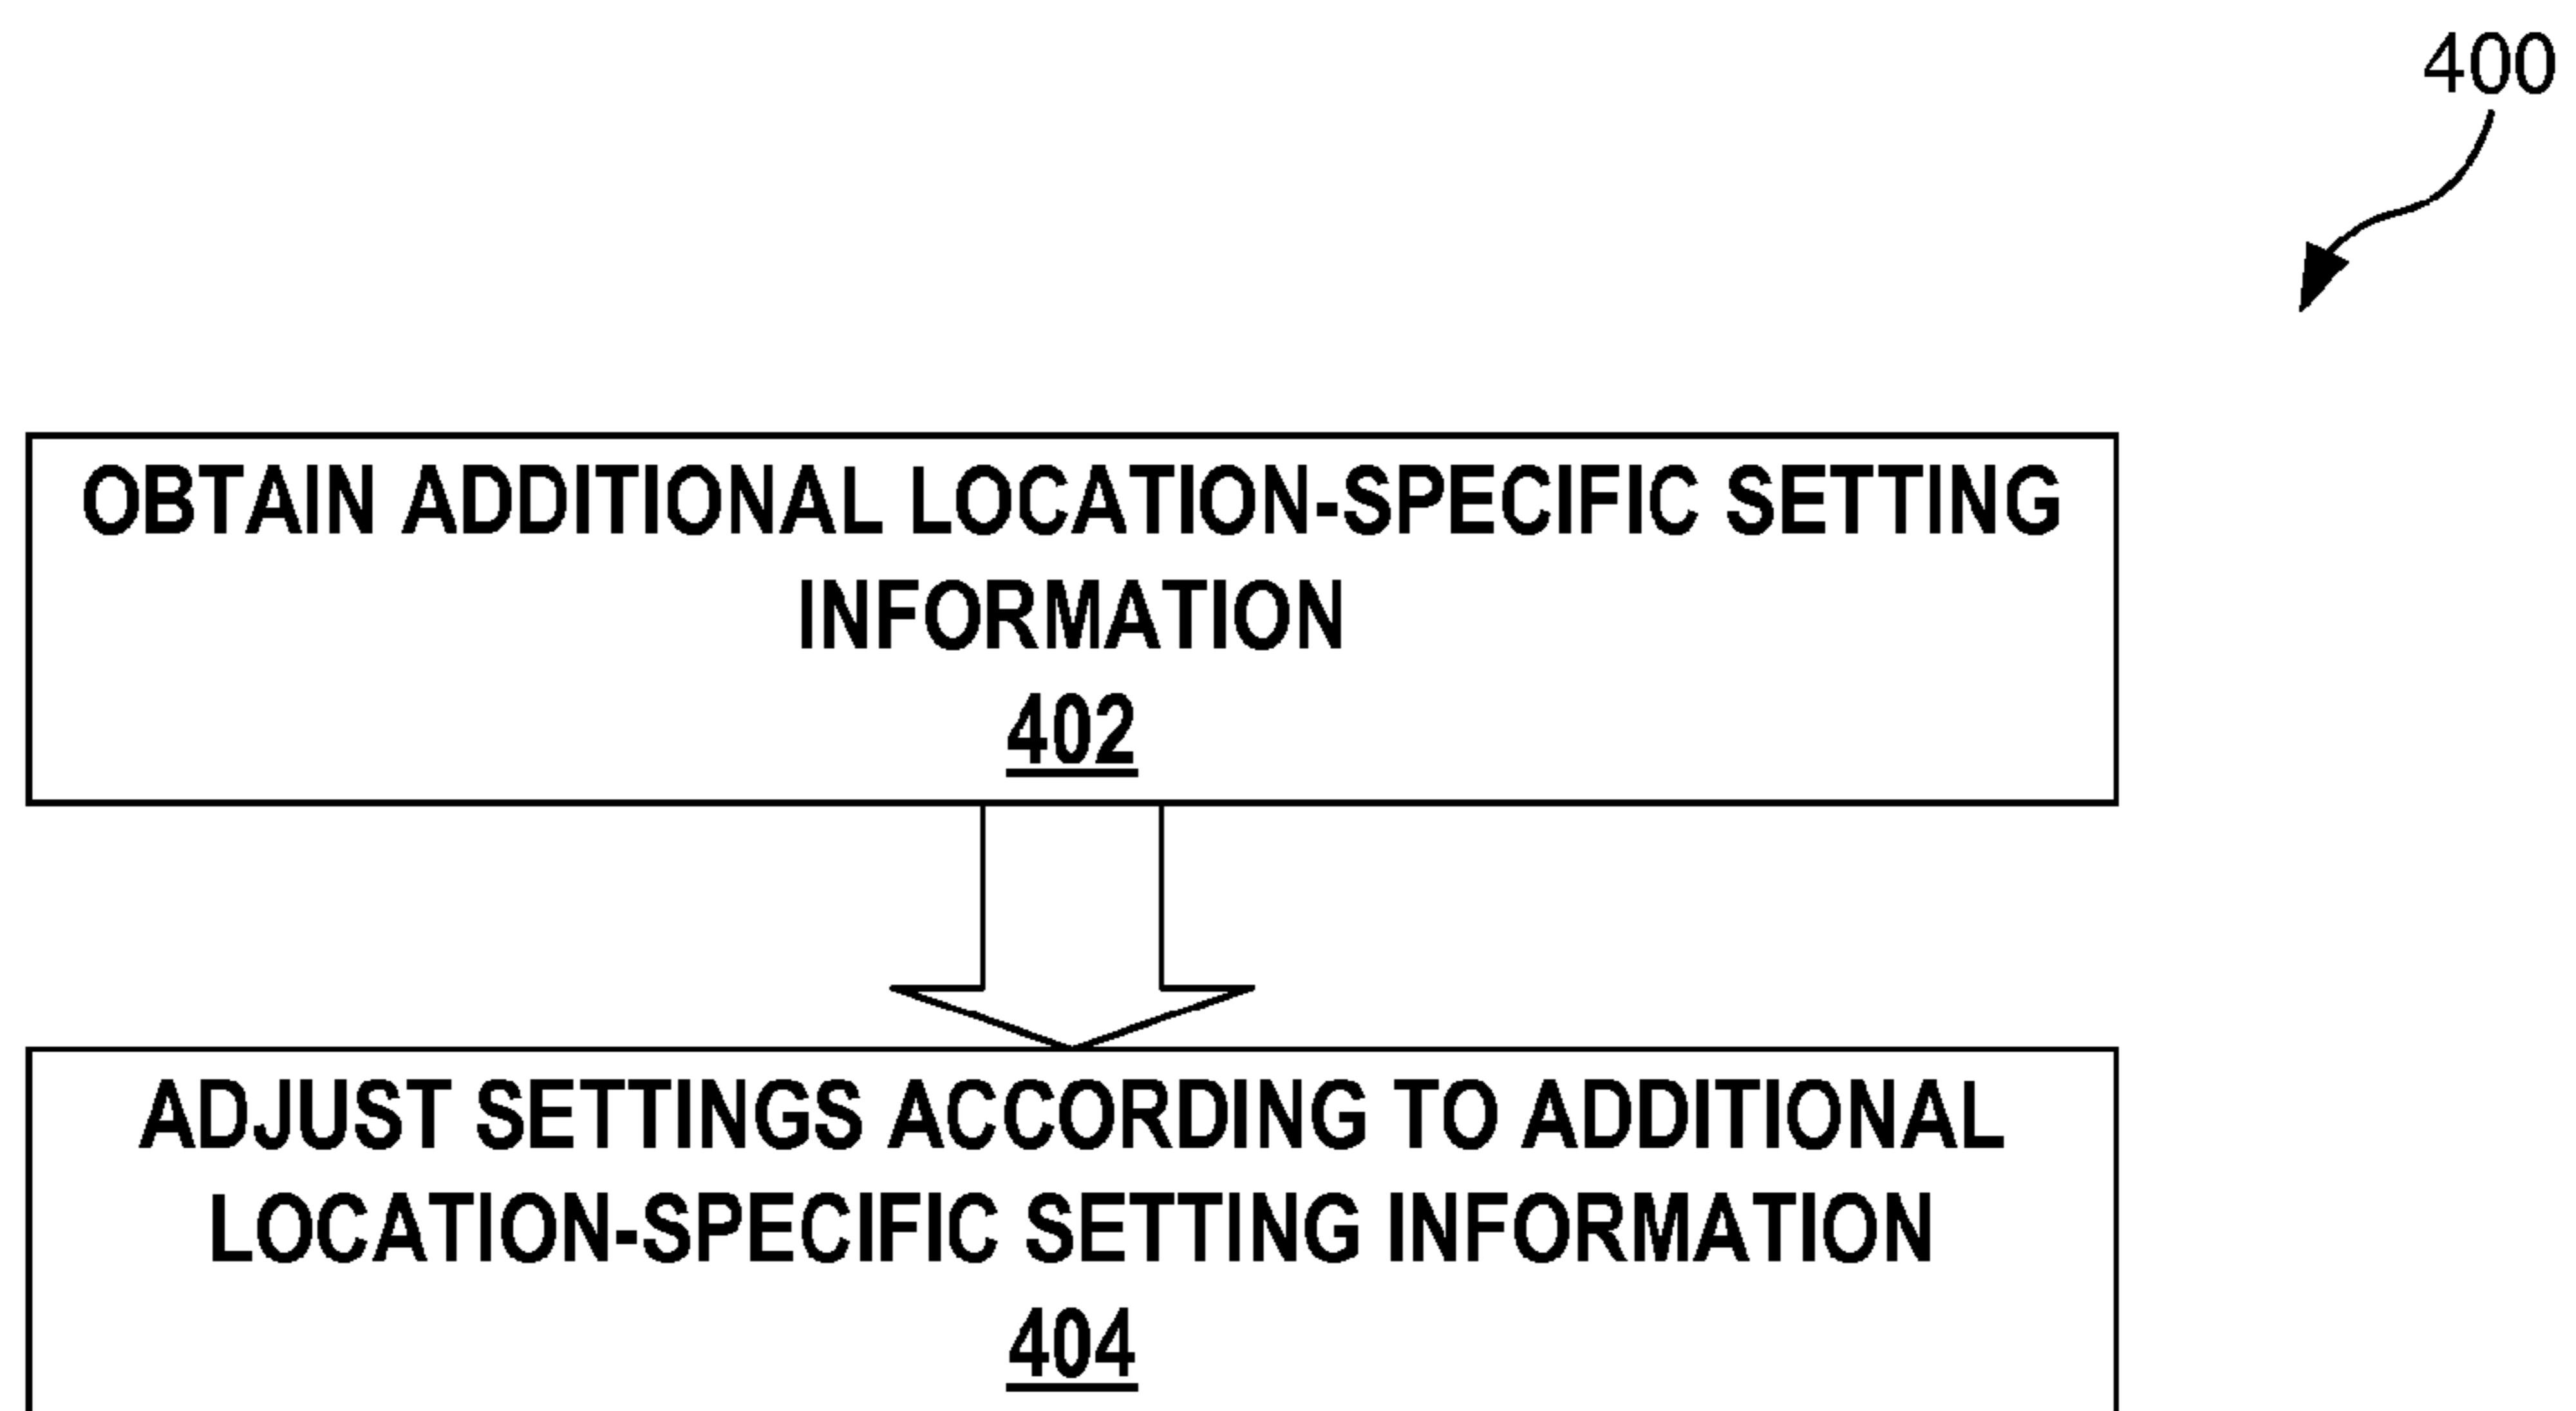 400
OBTAIN ADDITIONAL LOCATION-SPECIFIC SETTING
INFORMATION
402
ADJUST SETTINGS ACCORDING TO ADDITIONAL
LOCATION-SPECIFIC SETTING INFORMATION
404